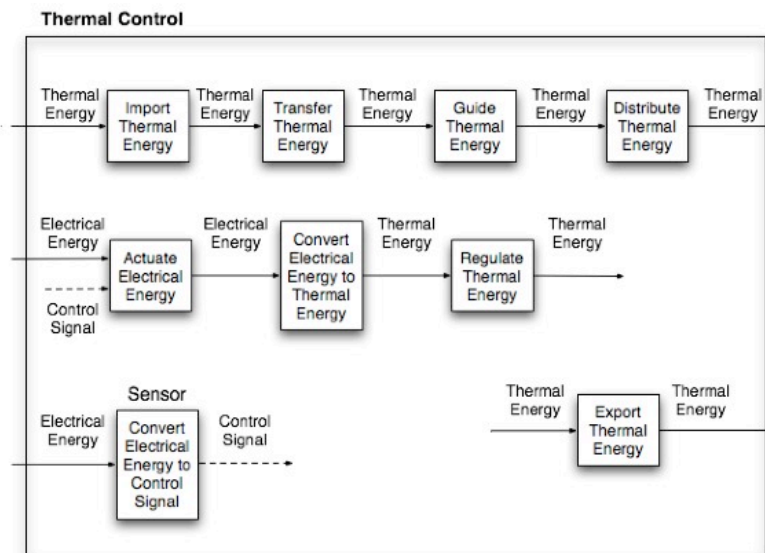 Thermal Control
Thermal
Energy
Import
Thermal
Energy
Thermal
Energy
Transfer
Thermal
Energy
Thermal
Energy
Guide
Thermal
Energy
Thermal
Energy
Distribute
Thermal
Energy
Thermal
Energy
Electrical
Energy
Control
Signal
Actuate
Electrical
Energy
Electrical
Energy
Convert
Electrical
Energy to
Thermal
Energy
Thermal
Energy
Regulate
Thermal
Energy
Thermal
Energy
Electrical
Energy
Sensor
Convert
Electrical
Energy to
Control
Signal
Control
Signal
Thermal
Energy
Export
Thermal
Energy
Thermal
Energy